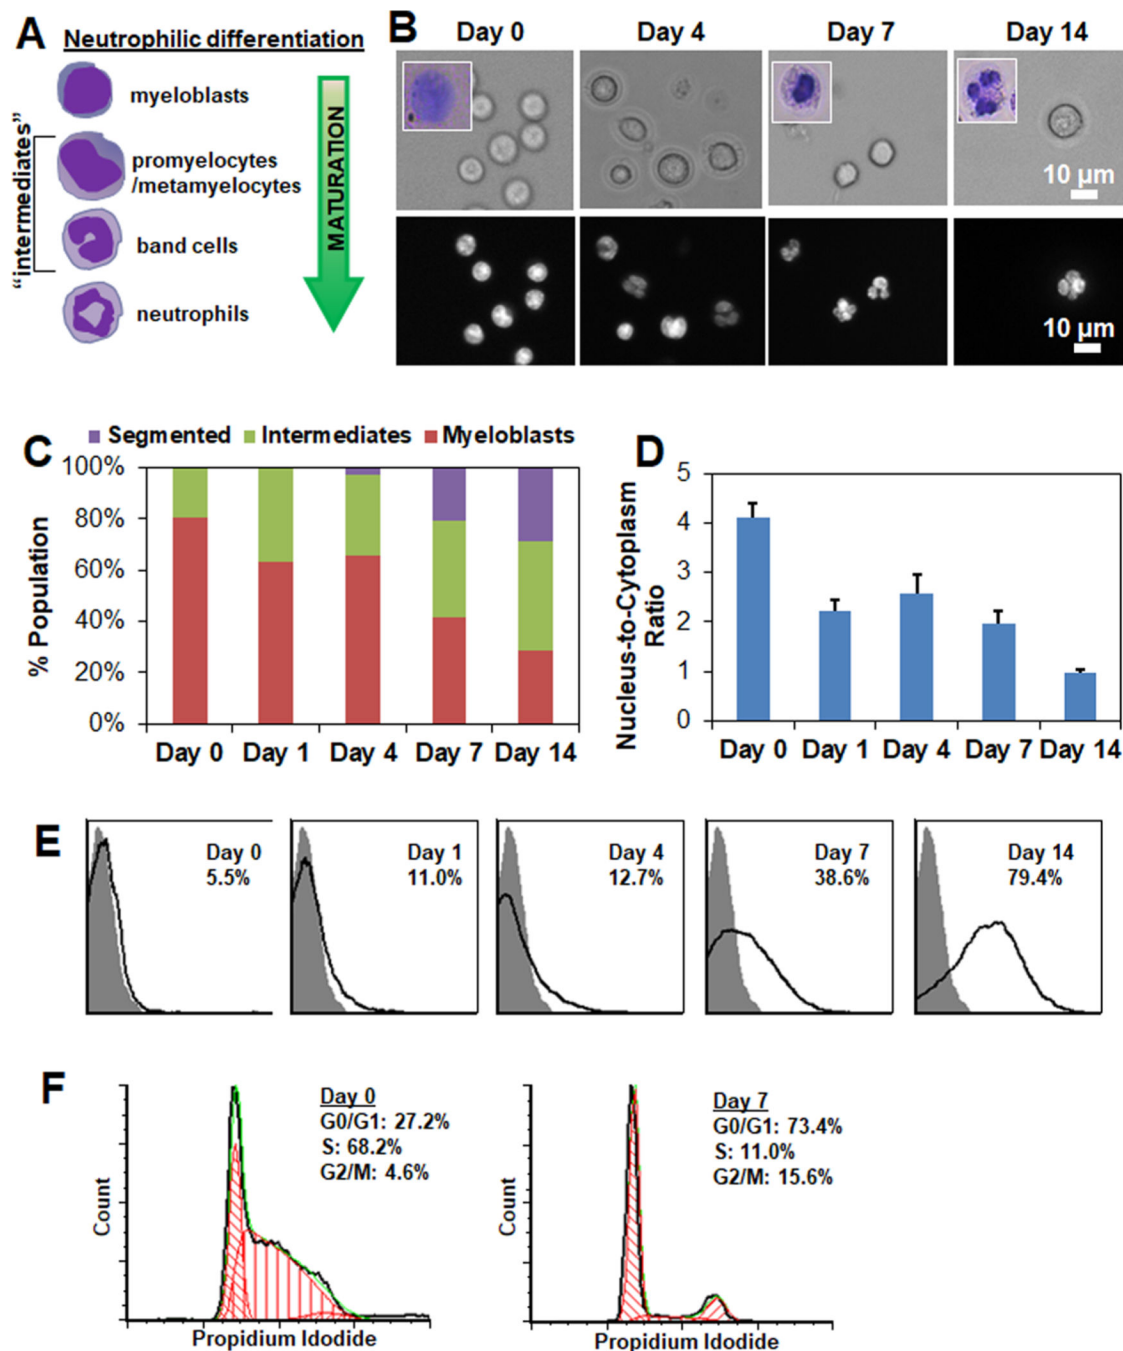 A
Neutrophilic differentiation
myeloblasts
"intermediates"
promyelocytes
/metamyelocytes
band cells
neutrophils
MATURATION
B
Day 0
Day 4
Day 7
Day 14
10 µm
10 µm
C
Segmented
Intermediates
Myeloblasts
% Population
100%
80%
60%
40%
20%
0%
Day 0
Day 1
Day 4
Day 7
Day 14
D
Nucleus-to-Cytoplasm
Ratio
5
4
3
2
1
0
Day 0
Day 1
Day 4
Day 7
Day 14
E
Day 0
5.5%
Day 1
11.0%
Day 4
12.7%
Day 7
38.6%
Day 14
79.4%
F
Day 0
G0/G1: 27.2%
S: 68.2%
G2/M: 4.6%
Count
Propidium Idodide
Day 7
G0/G1: 73.4%
S: 11.0%
G2/M: 15.6%
Count
Propidium Idodide